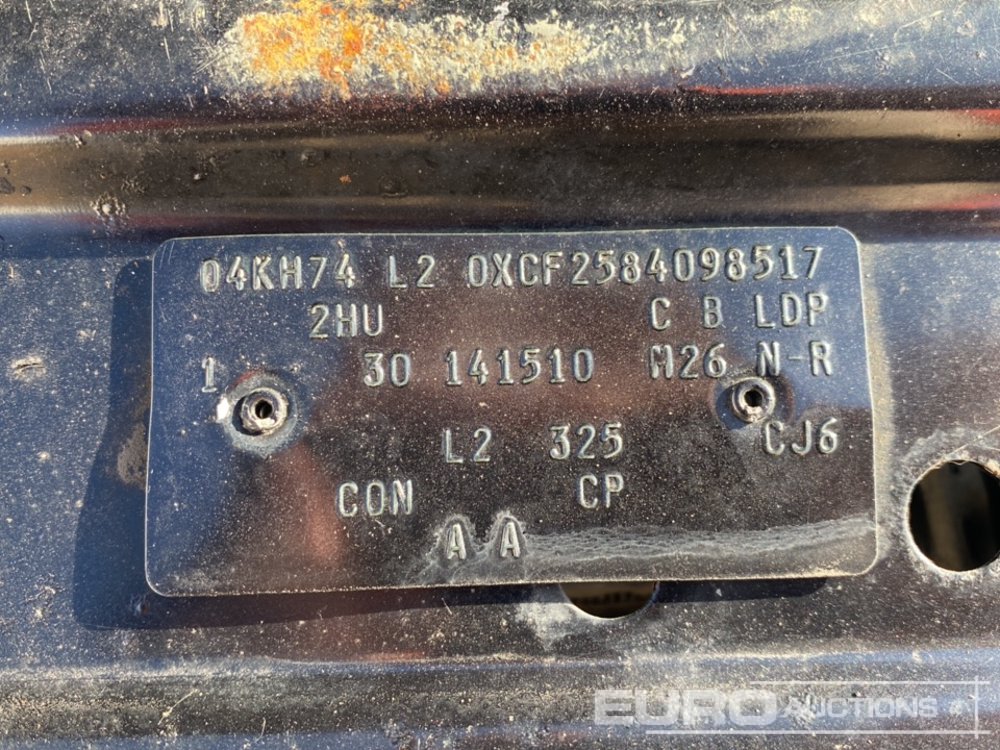 04KH74 L2 0XCF2584098517
2HU C B LDP
1 30 141510 M26 N-R
L2 325 CJ6
CON CP
A A
EURO AUCTIONS